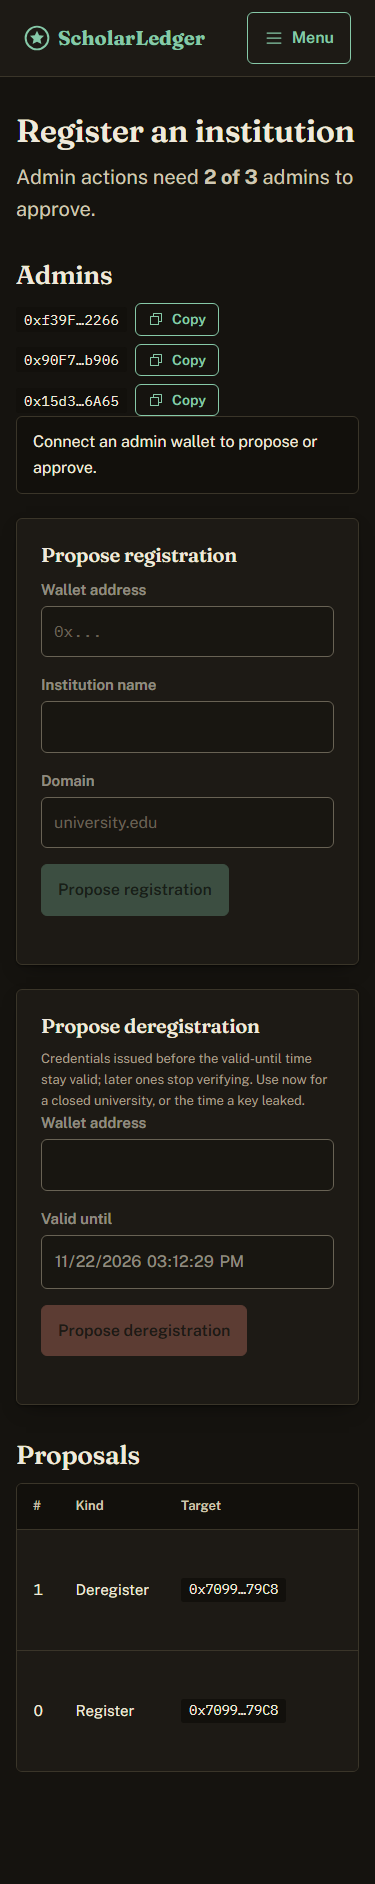 ScholarLedger
Menu
Register an institution
Admin actions need 2 of 3 admins to
approve.
Admins
0xf39F…2266
Copy
0x90F7…b906
Copy
0x15d3…6A65
Copy
Connect an admin wallet to propose or
approve.
Propose registration
Wallet address
0x...
Institution name
Domain
university.edu
Propose registration
Propose deregistration
Credentials issued before the valid-until time
stay valid; later ones stop verifying. Use now for
a closed university, or the time a key leaked.
Wallet address
Valid until
11/22/2026 03:12:29 PM
Propose deregistration
Proposals
# Kind Target
1 Deregister 0x7099…79C8
0 Register 0x7099…79C8